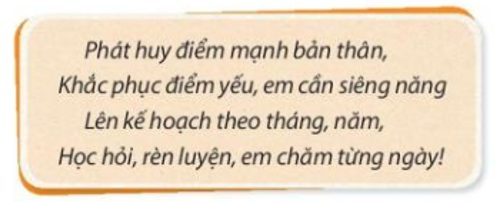 Phát huy điểm mạnh bản thân,
Khắc phục điểm yếu, em cần siêng năng
Lên kế hoạch theo tháng, năm,
Học hỏi, rèn luyện, em chăm từng ngày!